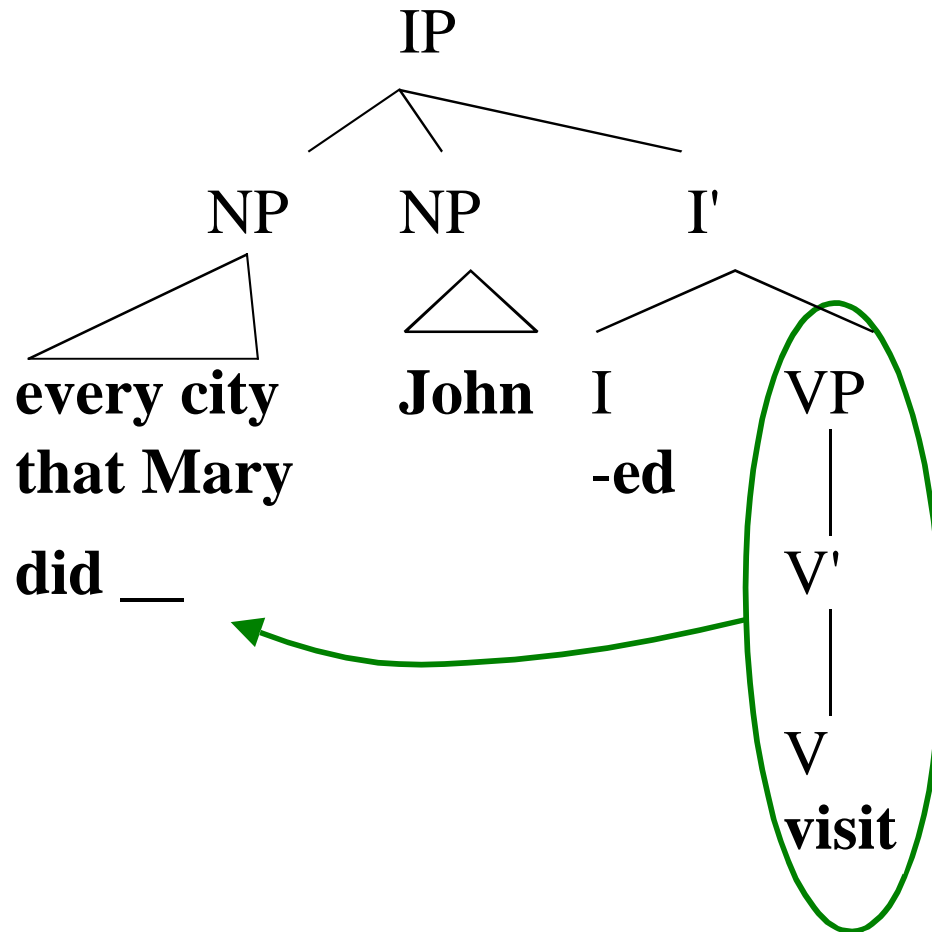 IP
NP NP I'
every city John I VP
that Mary -ed
did __ V'
V
visit